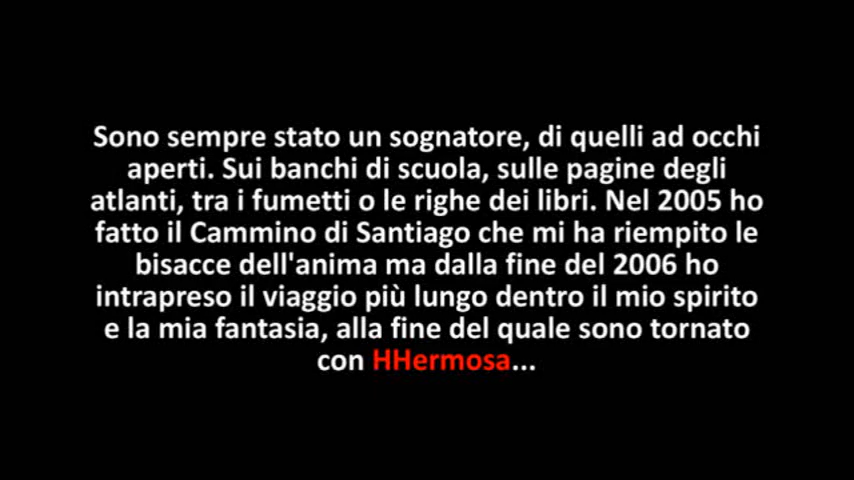 Sono sempre stato un sognatore, di quelli ad occhi
aperti. Sui banchi di scuola, sulle pagine degli
atlanti, tra i fumetti o le righe dei libri. Nel 2005 ho
fatto il Cammino di Santiago che mi ha riempito le
bisacce dell'anima ma dalla fine del 2006 ho
intrapreso il viaggio più lungo dentro il mio spirito
e la mia fantasia, alla fine del quale sono tornato
con HHermosa...